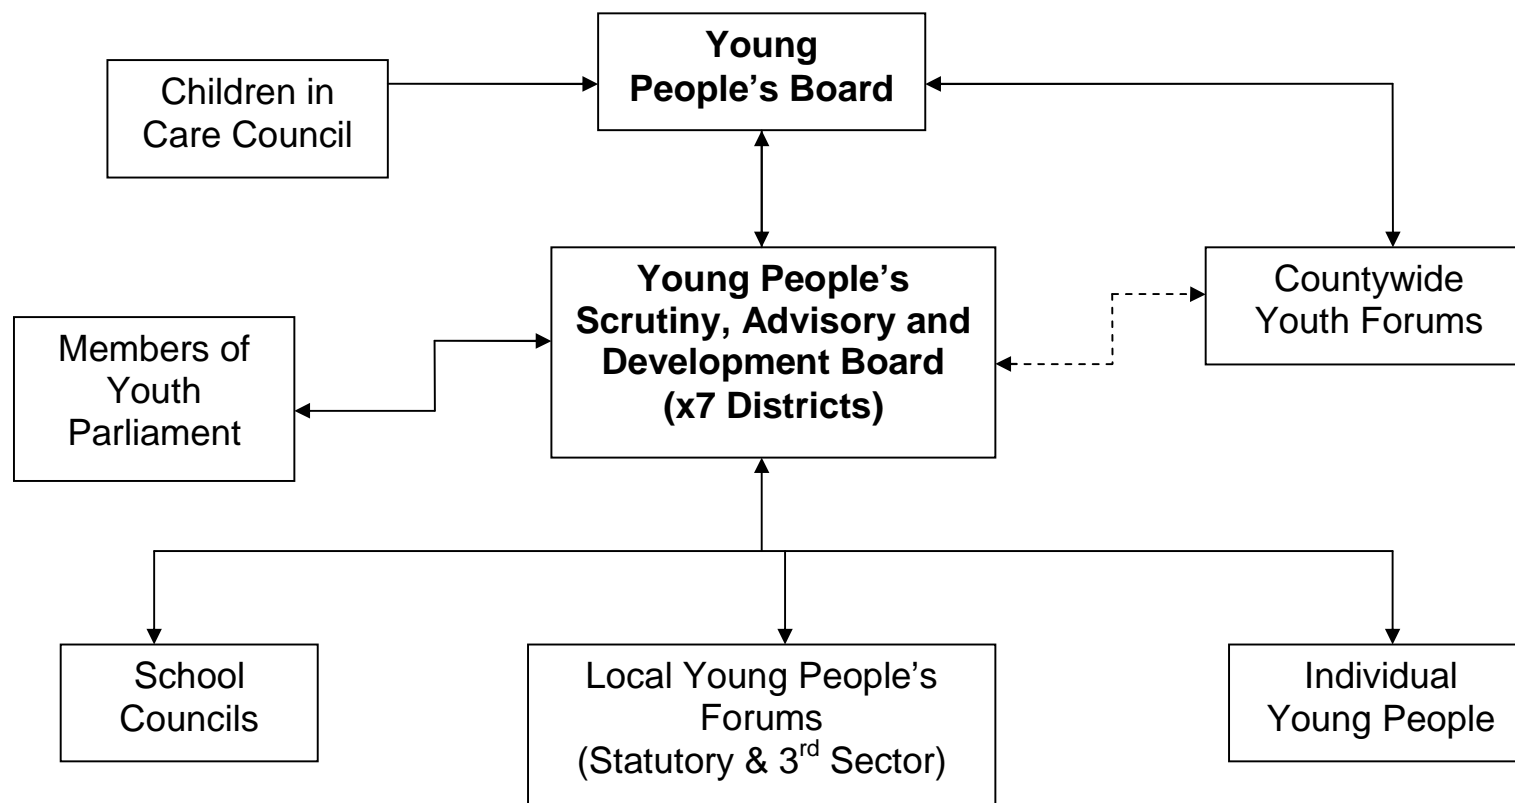 Young
People’s Board
Children in
Care Council
Young People’s
Scrutiny, Advisory and
Development Board
(x7 Districts)
Countywide
Youth Forums
Members of
Youth
Parliament
School
Councils
Local Young People’s
Forums
(Statutory & 3rd Sector)
Individual
Young People